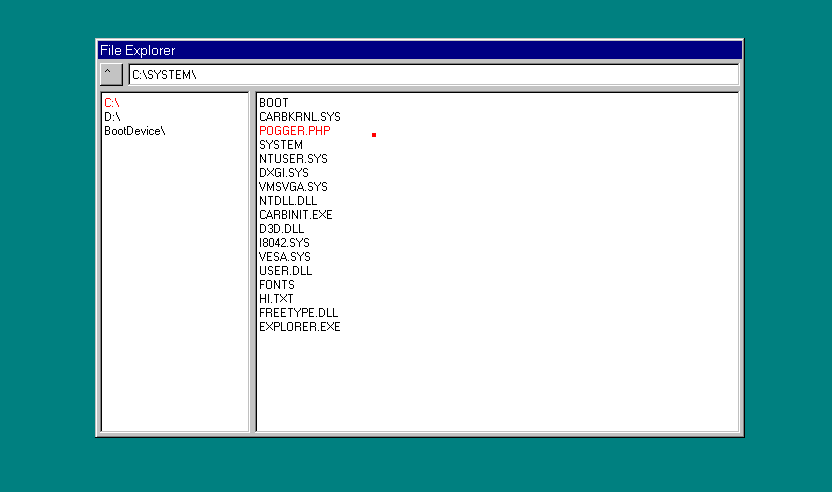 File Explorer
^
C:\SYSTEM\
C:\
D:\
BootDevice\
BOOT
CARBKRNL.SYS
POGGER.PHP
SYSTEM
NTUSER.SYS
DXGI.SYS
VMSVGA.SYS
NTDLL.DLL
CARBINIT.EXE
D3D.DLL
I8042.SYS
VESA.SYS
USER.DLL
FONTS
HI.TXT
FREETYPE.DLL
EXPLORER.EXE